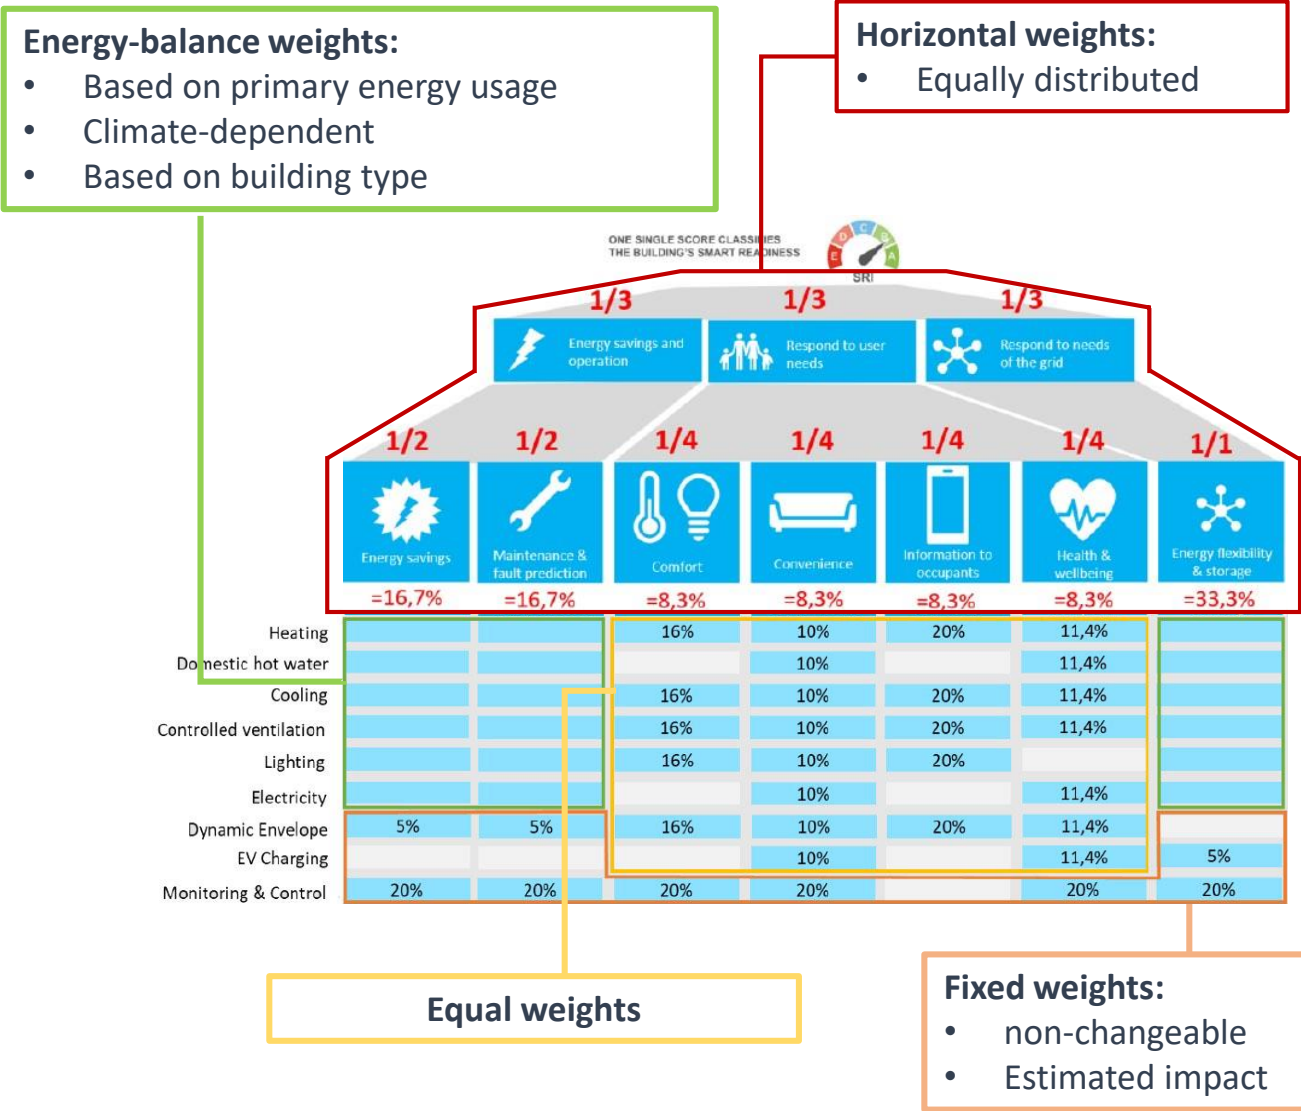 Energy-balance weights:
• Based on primary energy usage
• Climate-dependent
• Based on building type
Horizontal weights:
• Equally distributed
ONE SINGLE SCORE CLASSIFIES
THE BUILDING'S SMART READINESS
E D C B A
SRI
1/3 1/3 1/3
Energy savings and
operation
Respond to user
needs
Respond to needs
of the grid
1/2 1/2 1/4 1/4 1/4 1/4 1/1
Energy savings
Maintenance &
fault prediction
Comfort
Convenience
Information to
occupants
Health &
wellbeing
Energy flexibility
& storage
=16,7% =16,7% =8,3% =8,3% =8,3% =8,3% =33,3%
Heating 16% 10% 20% 11,4%
Domestic hot water 10% 11,4%
Cooling 16% 10% 20% 11,4%
Controlled ventilation 16% 10% 20% 11,4%
Lighting 16% 10% 20%
Electricity 10% 11,4%
Dynamic Envelope 5% 5% 16% 10% 20% 11,4%
EV Charging 10% 11,4% 5%
Monitoring & Control 20% 20% 20% 20% 20% 20%
Equal weights
Fixed weights:
• non-changeable
• Estimated impact